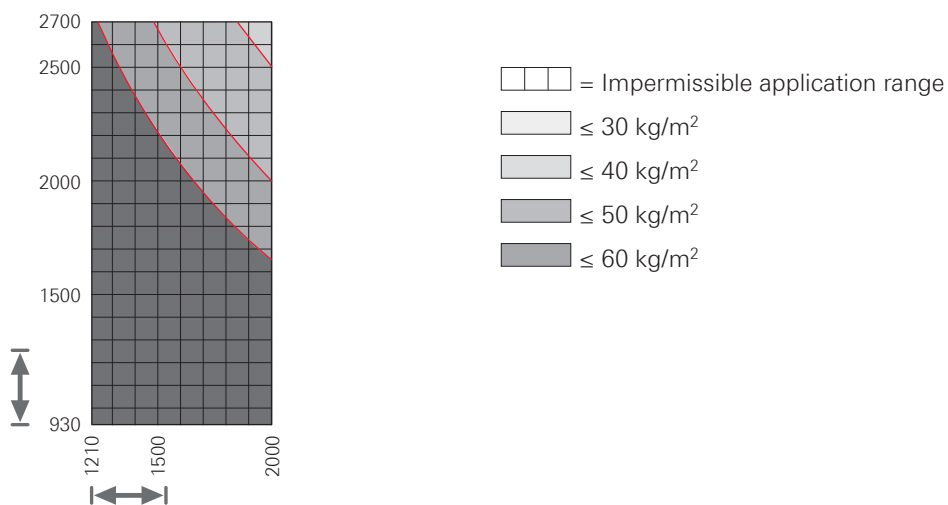 2700
2500
2000
1500
930
1210
1500
2000
= Impermissible application range
≤ 30 kg/m²
≤ 40 kg/m²
≤ 50 kg/m²
≤ 60 kg/m²